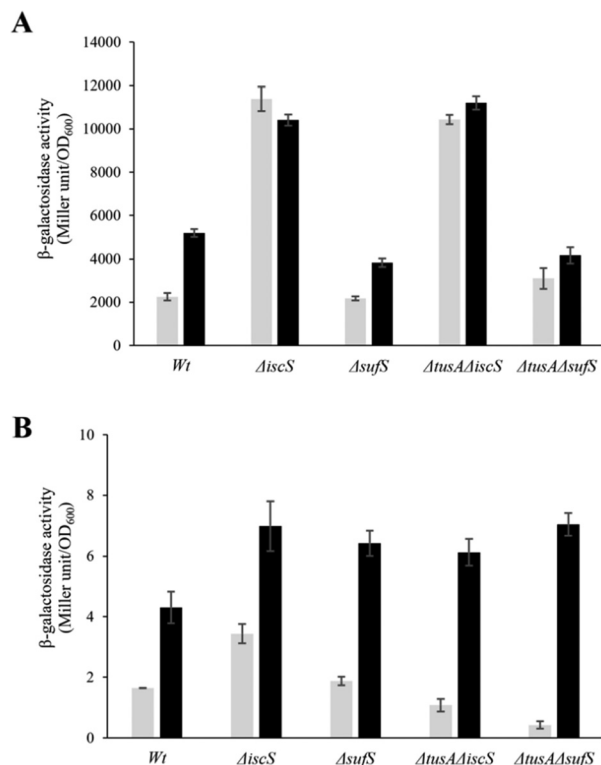 A
β-galactosidase activity
(Miller unit/OD600)
14000
12000
10000
8000
6000
4000
2000
0
Wt
ΔiscS
ΔsufS
ΔtusAΔiscS
ΔtusAΔsufS
B
β-galactosidase activity
(Miller unit/OD600)
10
8
6
4
2
0
Wt
ΔiscS
ΔsufS
ΔtusAΔiscS
ΔtusAΔsufS